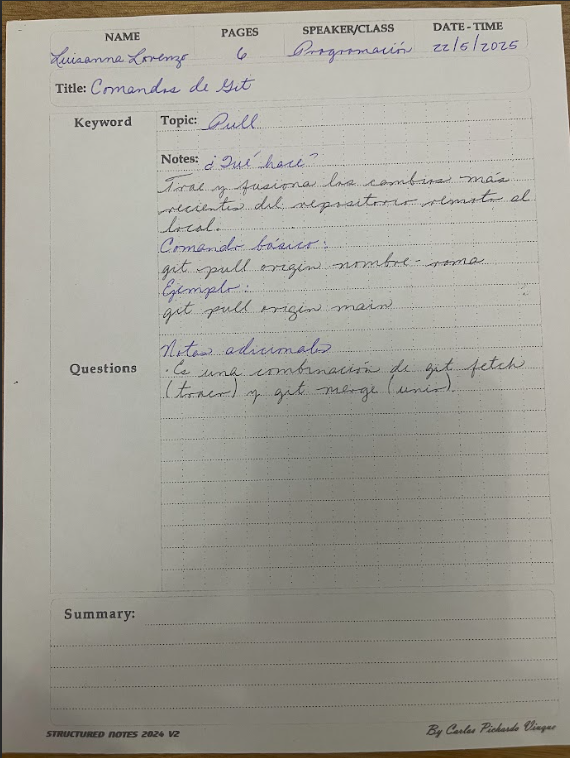 NAME PAGES SPEAKER/CLASS DATE - TIME
Luisanna Lorenzo 6 Programación 22/5/2025
Title: Comandos de Git
Keyword Topic: Pull
Notes: ¿Qué hace?
Trae y fusiona los cambios más
recientes del repositorio remoto al
local.
Comando básico:
git pull origin nombre-rama
Ejemplo:
git pull origin main
Notas adicionales
Questions · Es una combinación de git fetch
(traer) y git merge (unir).
Summary:
STRUCTURED NOTES 2024 V2 By Carlos Pichardo Vinque